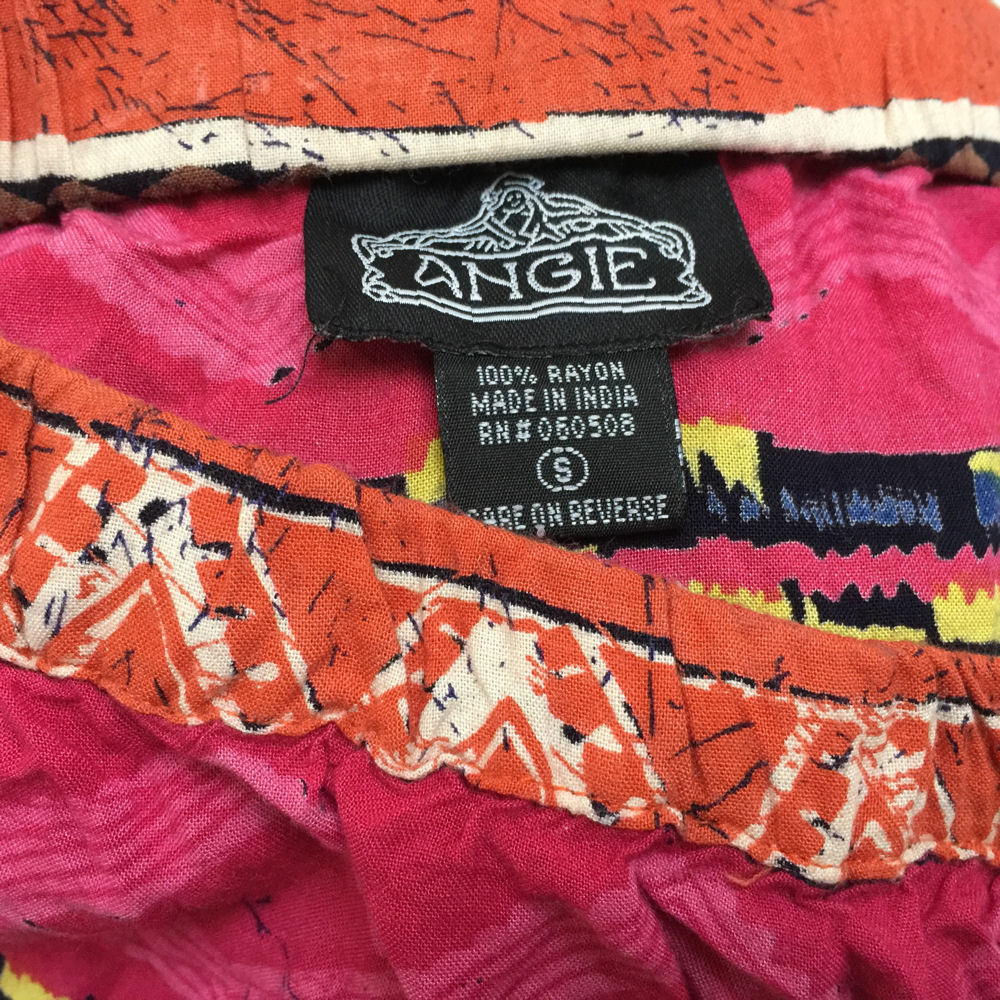 ANGIE
100% RAYON
MADE IN INDIA
RN# 060508
S
CARE ON REVERSE